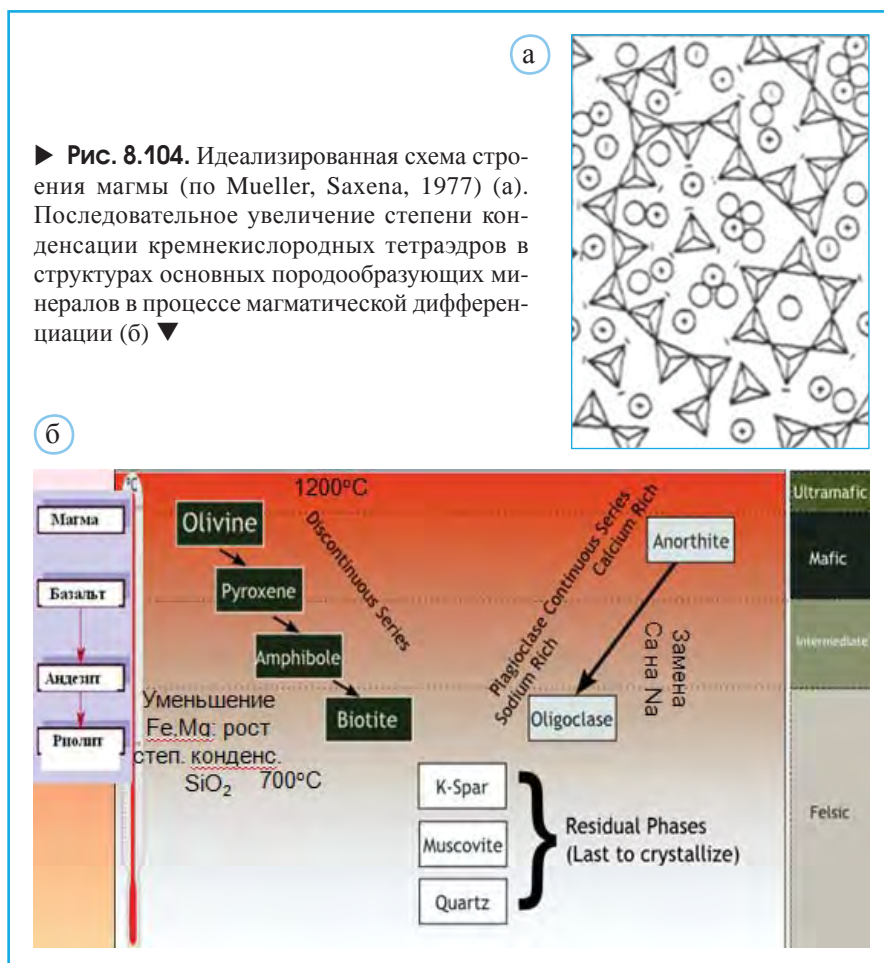 а
▶ Рис. 8.104. Идеализированная схема стро-
ения магмы (по Mueller, Saxena, 1977) (а).
Последовательное увеличение степени кон-
денсации кремнекислородных тетраэдров в
структурах основных породообразующих ми-
нералов в процессе магматической дифферен-
циации (б) ▼
б
Магма
Базальт
Андезит
Риолит
°C
1200°C
Olivine
Pyroxene
Amphibole
Biotite
Discontinuous Series
Plagioclase Continuous Series
Calcium Rich
Sodium Rich
Anorthite
Oligoclase
Замена
Ca на Na
Уменьшение
Fe.Mg: рост
степ. конденс.
SiO₂ 700°C
K-Spar
Muscovite
Quartz
Residual Phases
(Last to crystallize)
Ultramafic
Mafic
Intermediate
Felsic